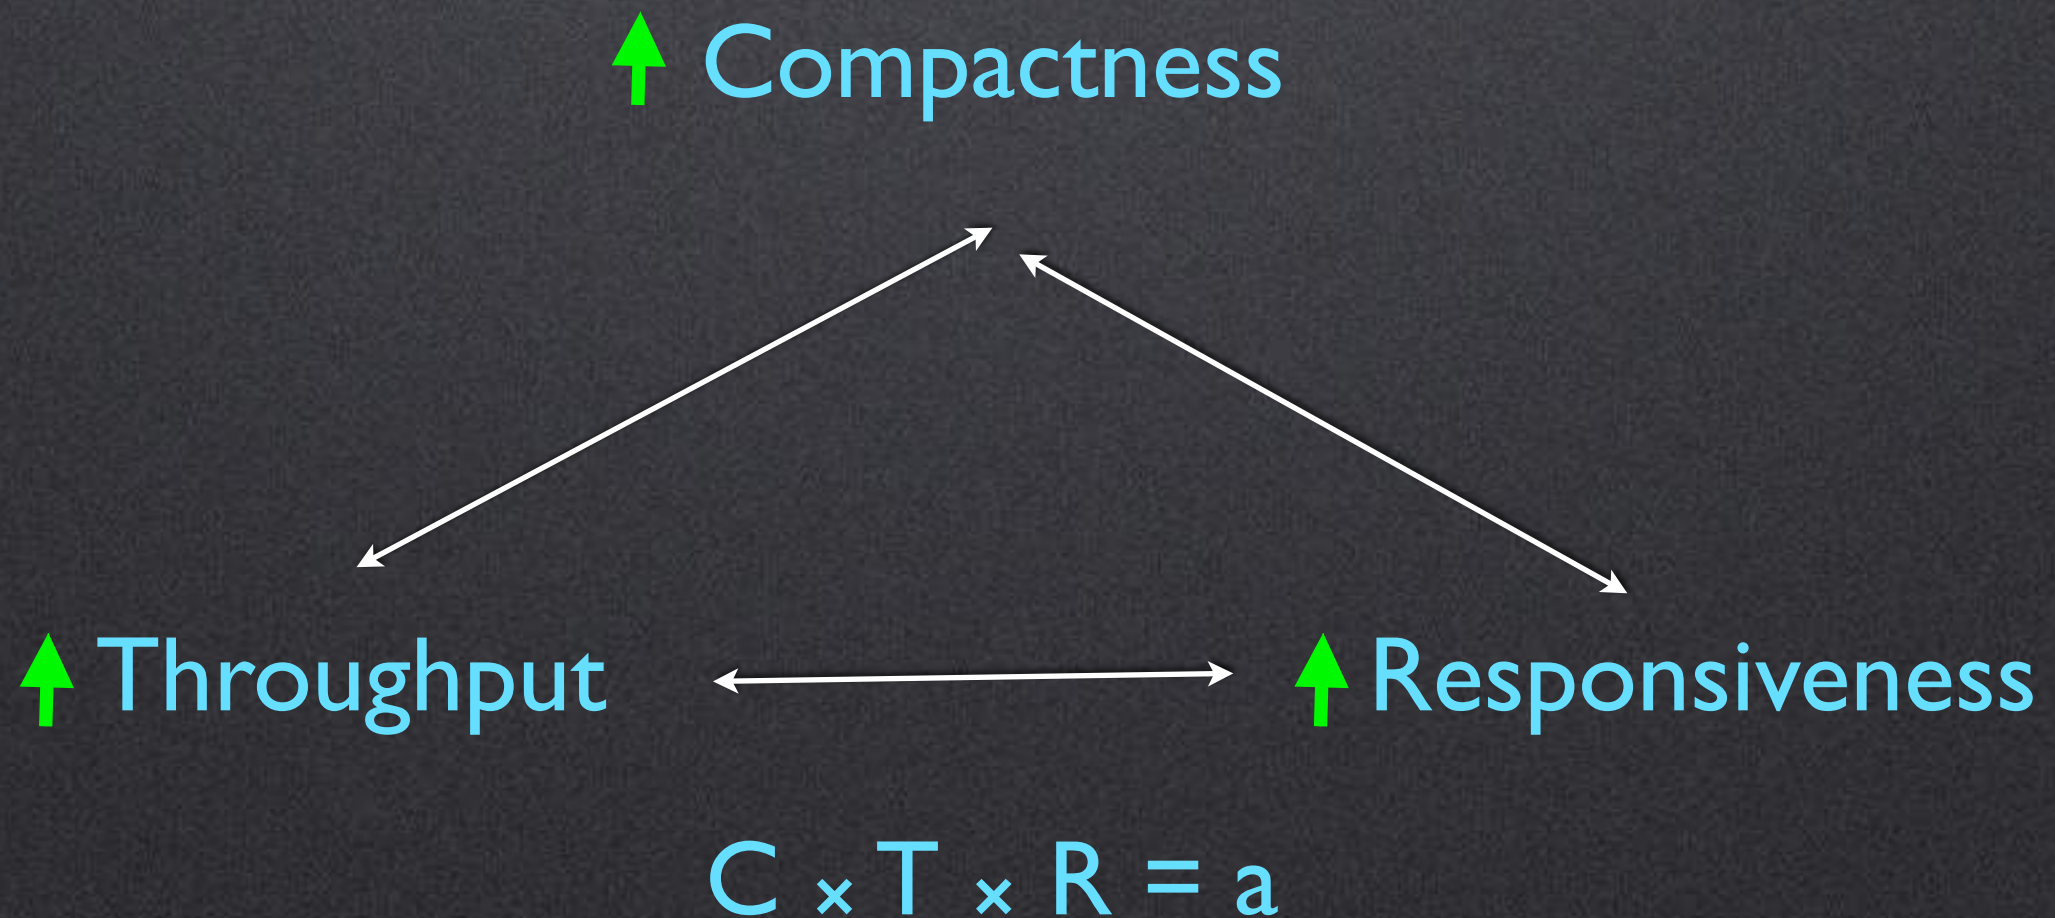 Compactness
Throughput
Responsiveness
C × T × R = a